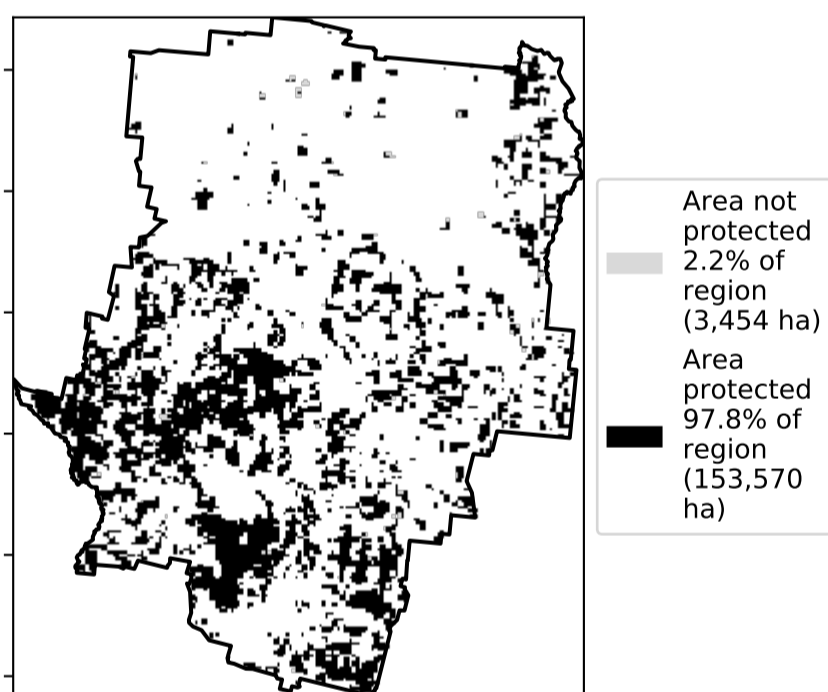 Area not
protected
2.2% of
region
(3,454 ha)
Area
protected
97.8% of
region
(153,570
ha)